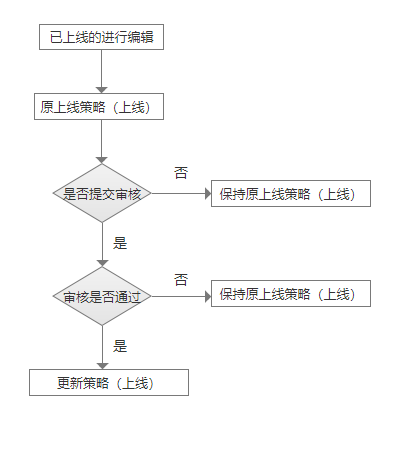 已上线的进行编辑
原上线策略（上线）
是否提交审核
否
保持原上线策略（上线）
是
审核是否通过
否
保持原上线策略（上线）
是
更新策略（上线）